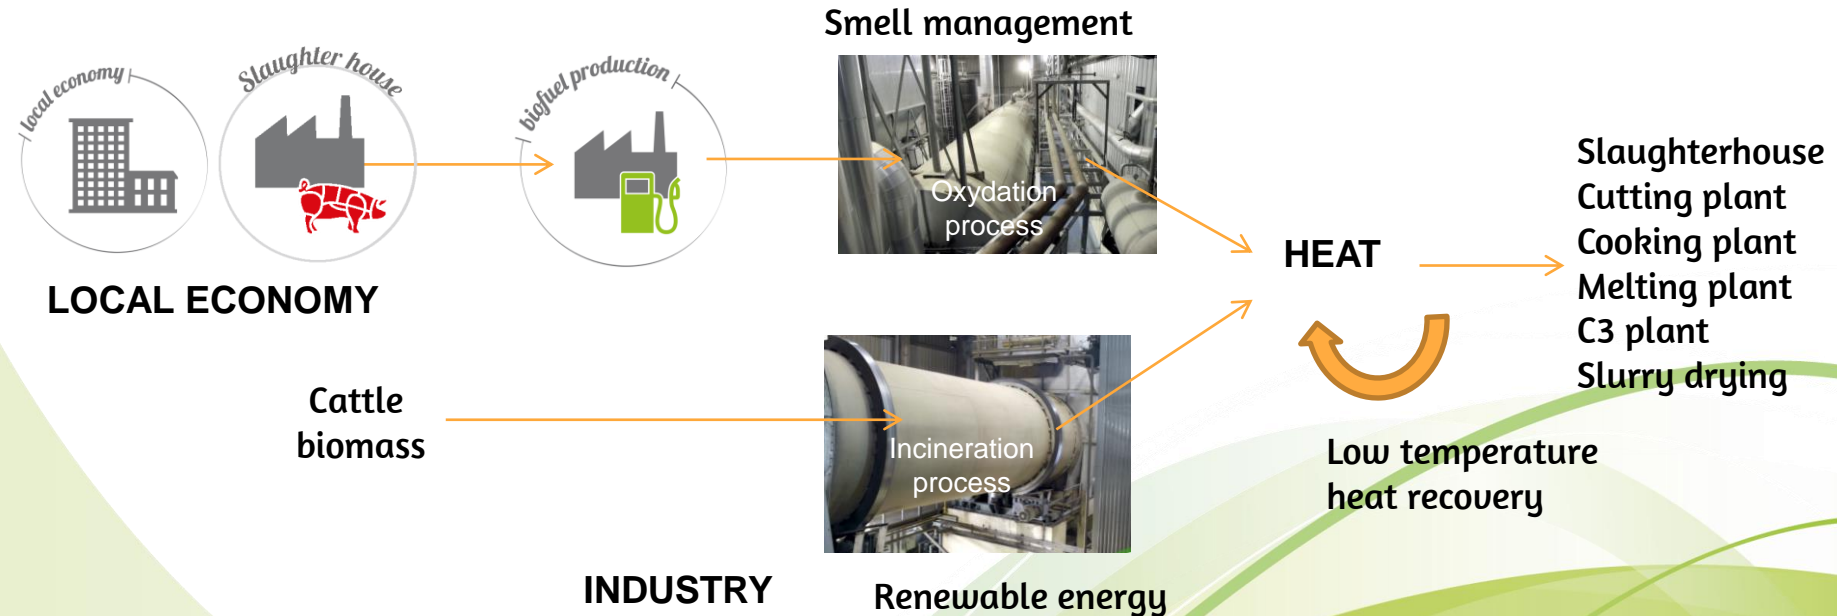 Smell management
local economy
Slaughter house
biofuel production
Oxydation
process
LOCAL ECONOMY
HEAT
Slaughterhouse
Cutting plant
Cooking plant
Melting plant
C3 plant
Slurry drying
Cattle
biomass
Incineration
process
Low temperature
heat recovery
INDUSTRY
Renewable energy